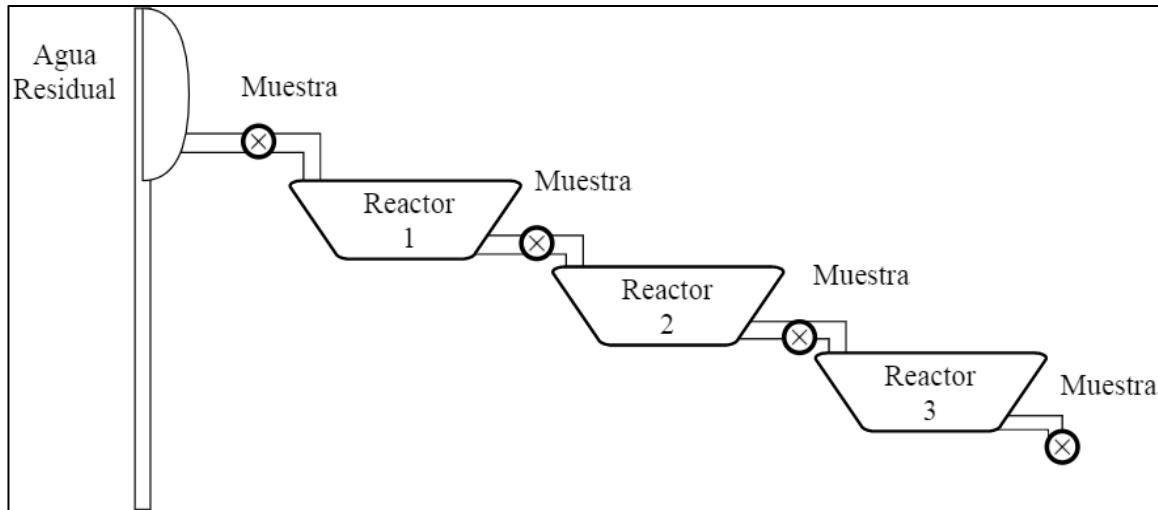 Agua
Residual
Muestra
Muestra
Reactor
1
Muestra
Reactor
2
Muestra
Reactor
3